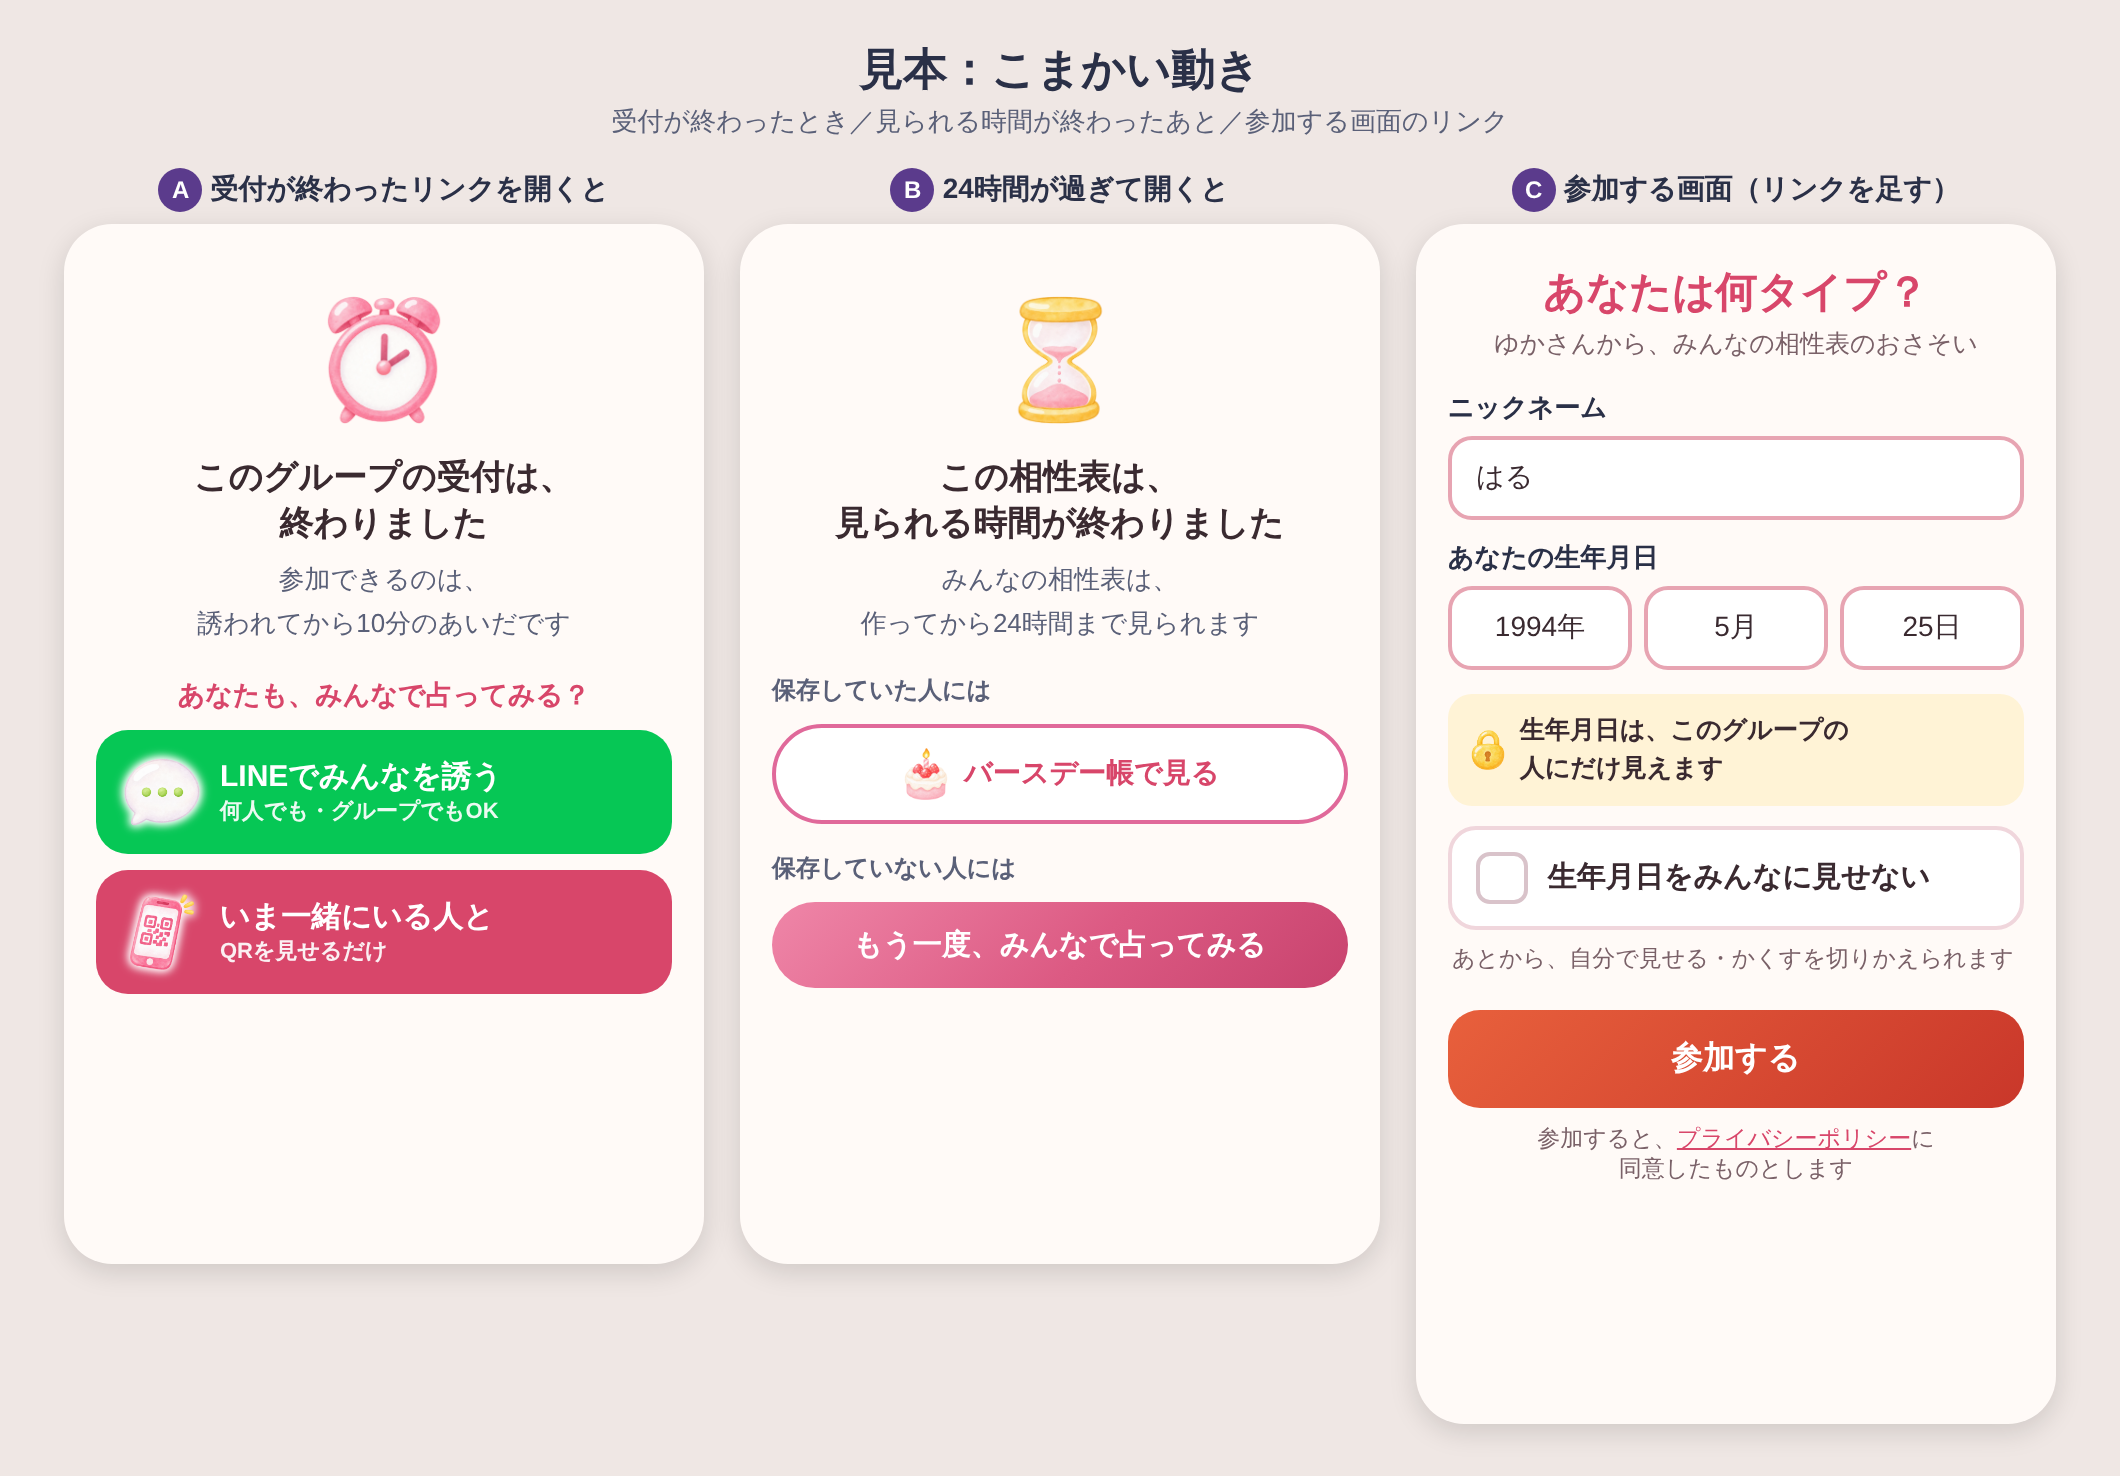 見本：こまかい動き
受付が終わったとき／見られる時間が終わったあと／参加する画面のリンク
A 受付が終わったリンクを開くと
このグループの受付は、
終わりました
参加できるのは、
誘われてから10分のあいだです
あなたも、みんなで占ってみる？
LINEでみんなを誘う
何人でも・グループでもOK
いま一緒にいる人と
QRを見せるだけ
B 24時間が過ぎて開くと
この相性表は、
見られる時間が終わりました
みんなの相性表は、
作ってから24時間まで見られます
保存していた人には
バースデー帳で見る
保存していない人には
もう一度、みんなで占ってみる
C 参加する画面（リンクを足す）
あなたは何タイプ？
ゆかさんから、みんなの相性表のおさそい
ニックネーム
はる
あなたの生年月日
1994年 5月 25日
生年月日は、このグループの
人にだけ見えます
生年月日をみんなに見せない
あとから、自分で見せる・かくすを切りかえられます
参加する
参加すると、プライバシーポリシーに
同意したものとします